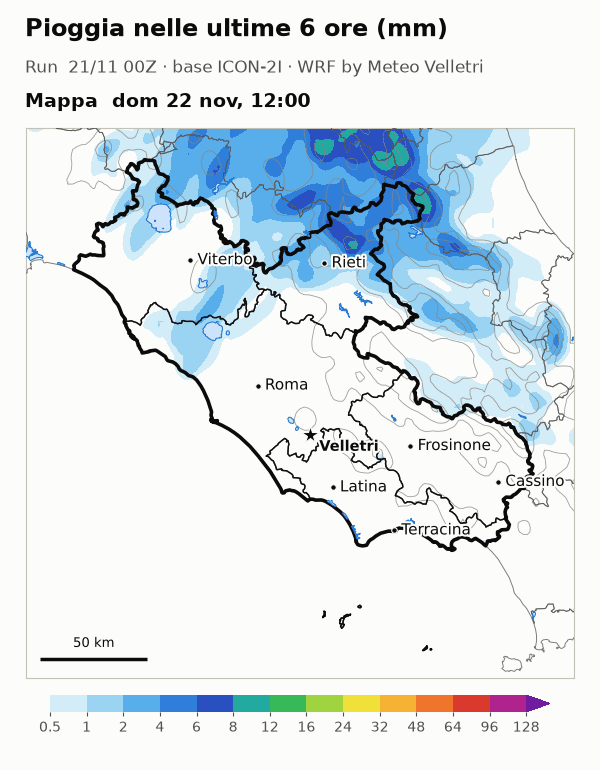 Pioggia nelle ultime 6 ore (mm)
Run  21/11 00Z · base ICON-2I · WRF by Meteo Velletri
Mappa  dom 22 nov, 12:00
Viterbo
Rieti
Roma
Velletri
Frosinone
Latina
Cassino
Terracina
50 km
0.5 1 2 4 6 8 12 16 24 32 48 64 96 128